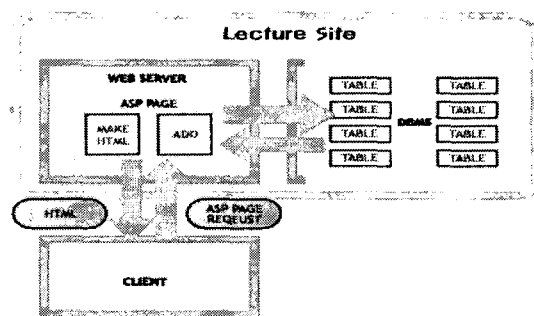 Lecture Site
WEB SERVER
ASP PAGE
MAKE
HTML
ADO
TABLE
TABLE
TABLE
TABLE
DBMS
TABLE
TABLE
TABLE
TABLE
HTML
ASP PAGE
REQEUST
CLIENT